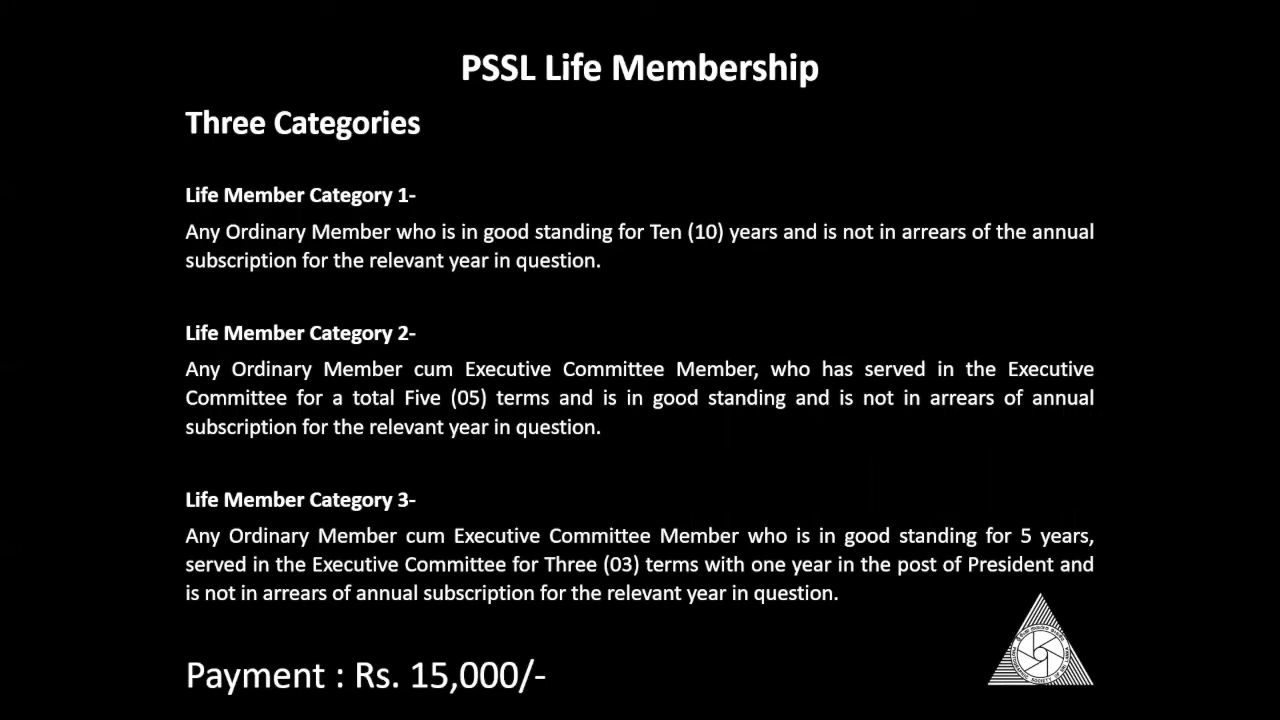 PSSL Life Membership
Three Categories
Life Member Category 1-
Any Ordinary Member who is in good standing for Ten (10) years and is not in arrears of the annual
subscription for the relevant year in question.
Life Member Category 2-
Any Ordinary Member cum Executive Committee Member, who has served in the Executive
Committee for a total Five (05) terms and is in good standing and is not in arrears of annual
subscription for the relevant year in question.
Life Member Category 3-
Any Ordinary Member cum Executive Committee Member who is in good standing for 5 years,
served in the Executive Committee for Three (03) terms with one year in the post of President and
is not in arrears of annual subscription for the relevant year in question.
Payment : Rs. 15,000/-